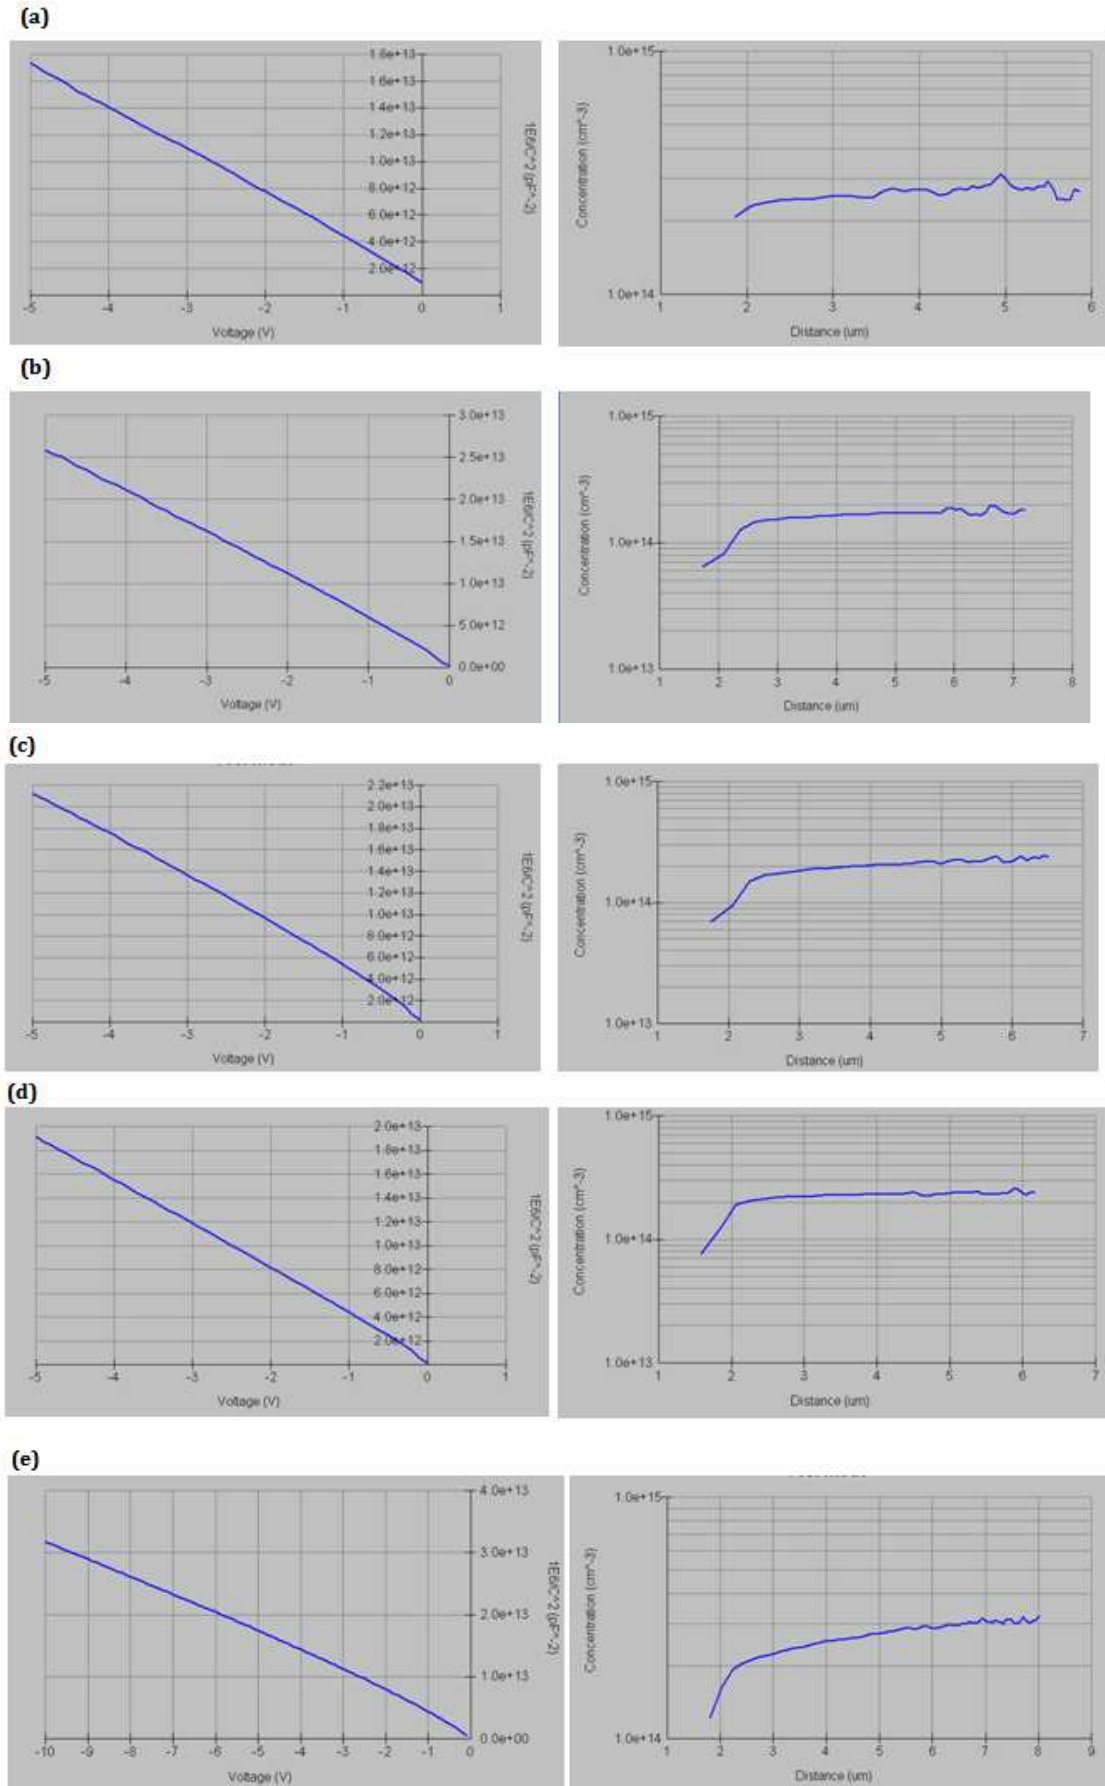 (a)
1.8e+13
1.6e+13
1.4e+13
1.2e+13
1.0e+13
8.0e+12
6.0e+12
4.0e+12
2.0e+12
-5 -4 -3 -2 -1 0 1
Voltage (V)
1E6/C^2 (pF^-2)
1.0e+15
1.0e+14
1 2 3 4 5 6
Distance (um)
Concentration (cm^-3)
(b)
3.0e+13
2.5e+13
2.0e+13
1.5e+13
1.0e+13
5.0e+12
0.0e+00
-5 -4 -3 -2 -1 0
Voltage (V)
1E6/C^2 (pF^-2)
1.0e+15
1.0e+14
1.0e+13
1 2 3 4 5 6 7 8
Distance (um)
Concentration (cm^-3)
(c)
2.2e+13
2.0e+13
1.8e+13
1.6e+13
1.4e+13
1.2e+13
1.0e+13
8.0e+12
6.0e+12
4.0e+12
2.0e+12
-5 -4 -3 -2 -1 0 1
Voltage (V)
1E6/C^2 (pF^-2)
1.0e+15
1.0e+14
1.0e+13
1 2 3 4 5 6 7
Distance (um)
Concentration (cm^-3)
(d)
2.0e+13
1.8e+13
1.6e+13
1.4e+13
1.2e+13
1.0e+13
8.0e+12
6.0e+12
4.0e+12
2.0e+12
-5 -4 -3 -2 -1 0 1
Voltage (V)
1E6/C^2 (pF^-2)
1.0e+15
1.0e+14
1.0e+13
1 2 3 4 5 6 7
Distance (um)
Concentration (cm^-3)
(e)
4.0e+13
3.0e+13
2.0e+13
1.0e+13
0.0e+00
-10 -9 -8 -7 -6 -5 -4 -3 -2 -1 0
Voltage (V)
1E6/C^2 (pF^-2)
1.0e+15
1.0e+14
1 2 3 4 5 6 7 8 9
Distance (um)
Concentration (cm^-3)